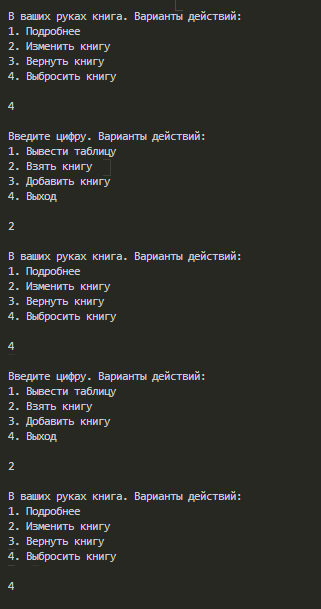 В ваших руках книга. Варианты действий:
1. Подробнее
2. Изменить книгу
3. Вернуть книгу
4. Выбросить книгу
4
Введите цифру. Варианты действий:
1. Вывести таблицу
2. Взять книгу
3. Добавить книгу
4. Выход
2
В ваших руках книга. Варианты действий:
1. Подробнее
2. Изменить книгу
3. Вернуть книгу
4. Выбросить книгу
4
Введите цифру. Варианты действий:
1. Вывести таблицу
2. Взять книгу
3. Добавить книгу
4. Выход
2
В ваших руках книга. Варианты действий:
1. Подробнее
2. Изменить книгу
3. Вернуть книгу
4. Выбросить книгу
4